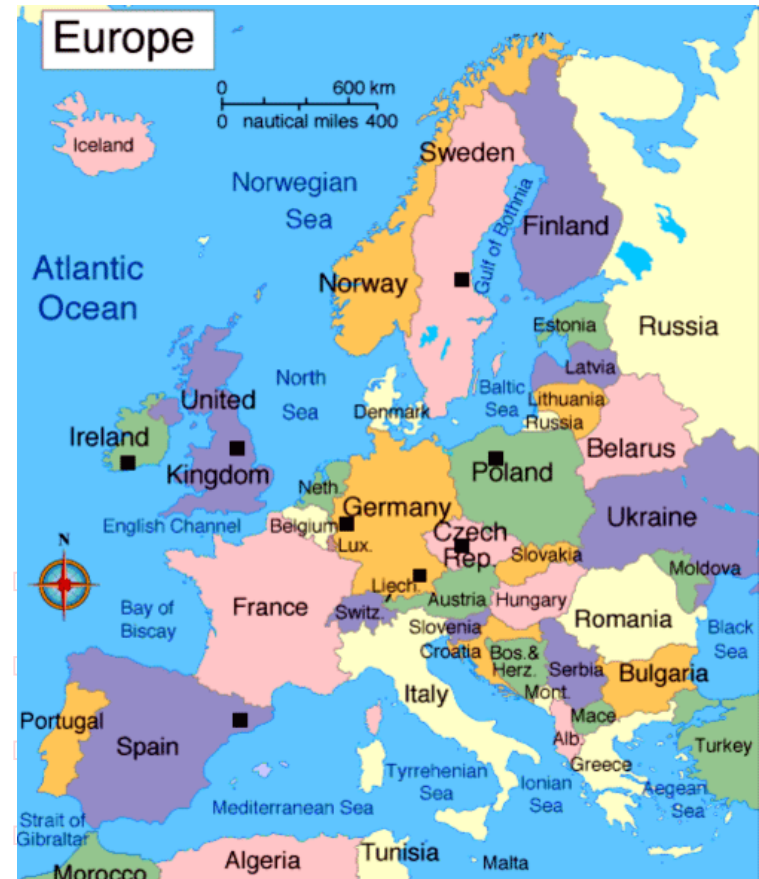 Europe
0 600 km
0 nautical miles 400
Iceland
Sweden
Norwegian
Sea
Gulf of Bothnia
Finland
Atlantic
Ocean
Norway
Estonia
Russia
Latvia
North
Sea
United
Kingdom
Baltic
Sea
Denmark
Lithuania
Russia
Ireland
Belarus
Poland
Neth.
Germany
English Channel
Belgium
Lux.
Czech
Rep.
Ukraine
N
Slovakia
Moldova
Liech.
France
Switz.
Austria
Hungary
Bay of
Biscay
Romania
Slovenia
Black
Sea
Croatia
Bos.&
Herz.
Serbia
Bulgaria
Italy
Mont.
Portugal
Spain
Mace
Alb.
Turkey
Greece
Tyrrehenian
Sea
Ionian
Sea
Aegean
Sea
Mediterranean Sea
Strait of
Gibraltar
Morocco
Algeria
Tunisia
Malta